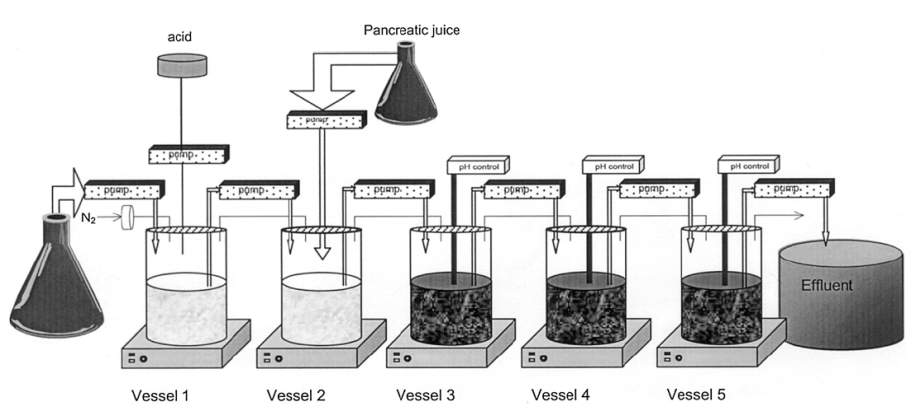 acid
Pancreatic juice
pump
pump
pump
pump
pump
pump
pump
pump
pH control
pH control
pH control
N2
Effluent
Vessel 1
Vessel 2
Vessel 3
Vessel 4
Vessel 5